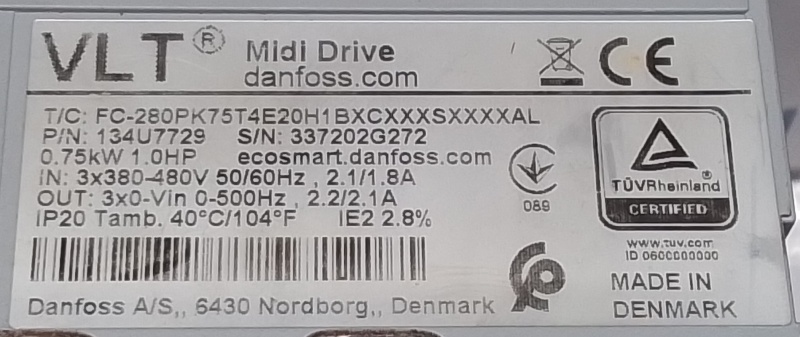 VLT® Midi Drive
danfoss.com
CE
T/C: FC-280PK75T4E20H1BXCXXXSXXXXAL
P/N: 134U7729 S/N: 337202G272
0.75kW 1.0HP ecosmart.danfoss.com
IN: 3x380-480V 50/60Hz , 2.1/1.8A
OUT: 3x0-Vin 0-500Hz , 2.2/2.1A
IP20 Tamb. 40°C/104°F IE2 2.8%
089
TÜVRheinland®
CERTIFIED
www.tuv.com
ID 0600000000
MADE IN
DENMARK
Danfoss A/S,, 6430 Nordborg,, Denmark